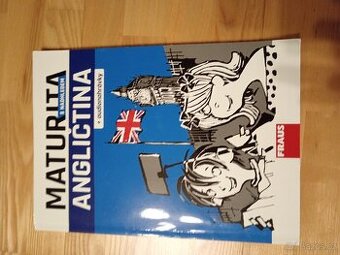 MATURITA
S NADHLEDEM
ANGLIČTINA
+ audionahrávky
FRAUS